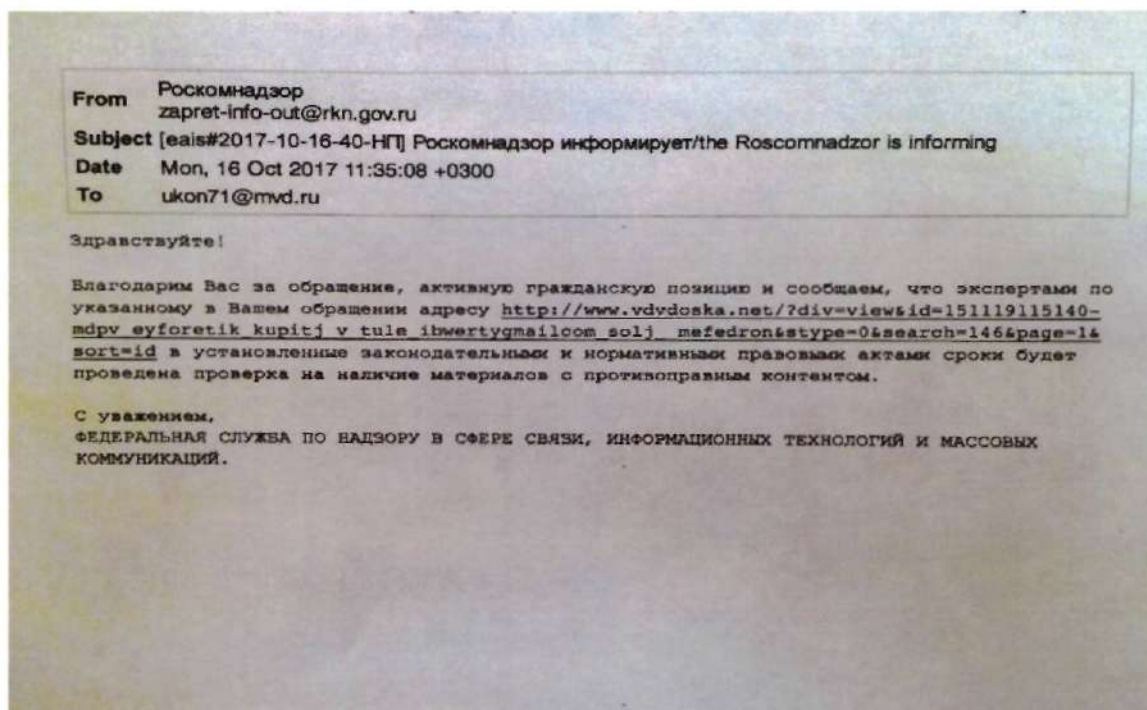 From Роскомнадзор
zapret-info-out@rkn.gov.ru
Subject [eais#2017-10-16-40-НП] Роскомнадзор информирует/the Roscomnadzor is informing
Date Mon, 16 Oct 2017 11:35:08 +0300
To ukon71@mvd.ru
Здравствуйте!
Благодарим Вас за обращение, активную гражданскую позицию и сообщаем, что экспертами по
указанному в Вашем обращении адресу http://www.vdvdoska.net/?div=view&id=151119115140-
mdpv_eyforetik_kupitj_v_tule_ibwertygmailcom_solj__mefedron&stype=0&search=146&page=1&
sort=id в установленные законодательными и нормативными правовыми актами сроки будет
проведена проверка на наличие материалов с противоправным контентом.
С уважением,
ФЕДЕРАЛЬНАЯ СЛУЖБА ПО НАДЗОРУ В СФЕРЕ СВЯЗИ, ИНФОРМАЦИОННЫХ ТЕХНОЛОГИЙ И МАССОВЫХ
КОММУНИКАЦИЙ.